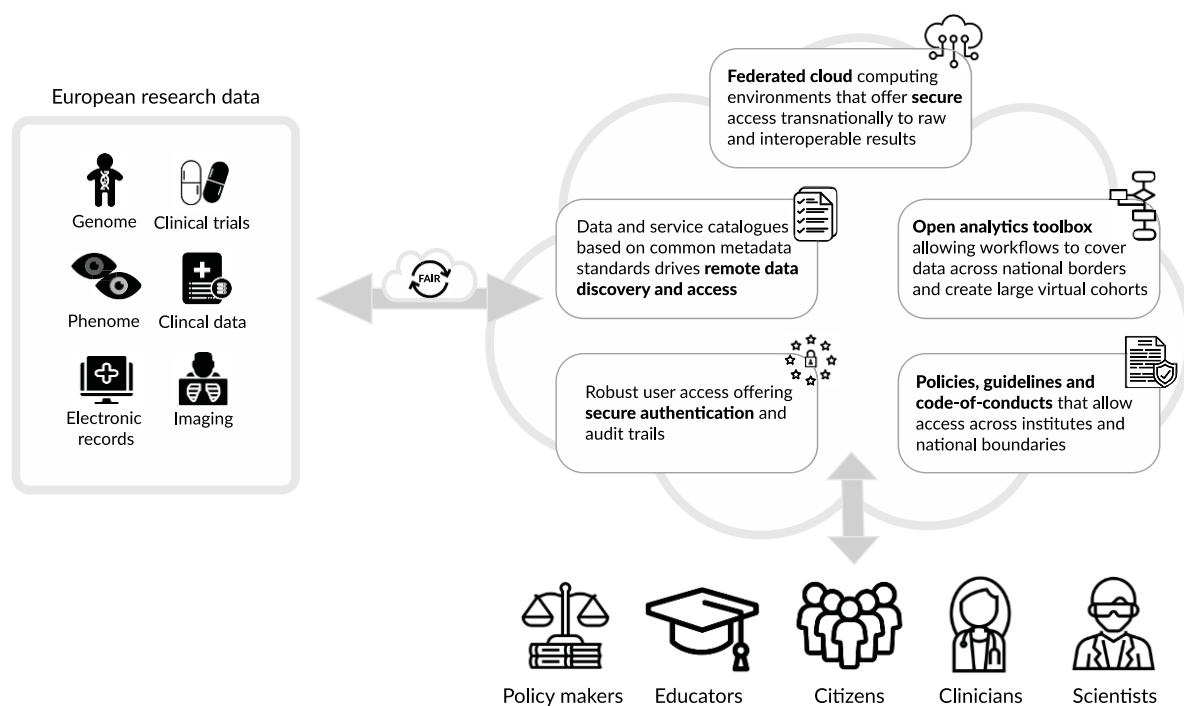 European research data
Genome
Clinical trials
Phenome
Clincal data
Electronic
records
Imaging
FAIR
Federated cloud computing
environments that offer secure
access transnationally to raw
and interoperable results
Data and service catalogues
based on common metadata
standards drives remote data
discovery and access
Open analytics toolbox
allowing workflows to cover
data across national borders
and create large virtual cohorts
Robust user access offering
secure authentication and
audit trails
Policies, guidelines and
code-of-conducts that allow
access across institutes and
national boundaries
Policy makers
Educators
Citizens
Clinicians
Scientists